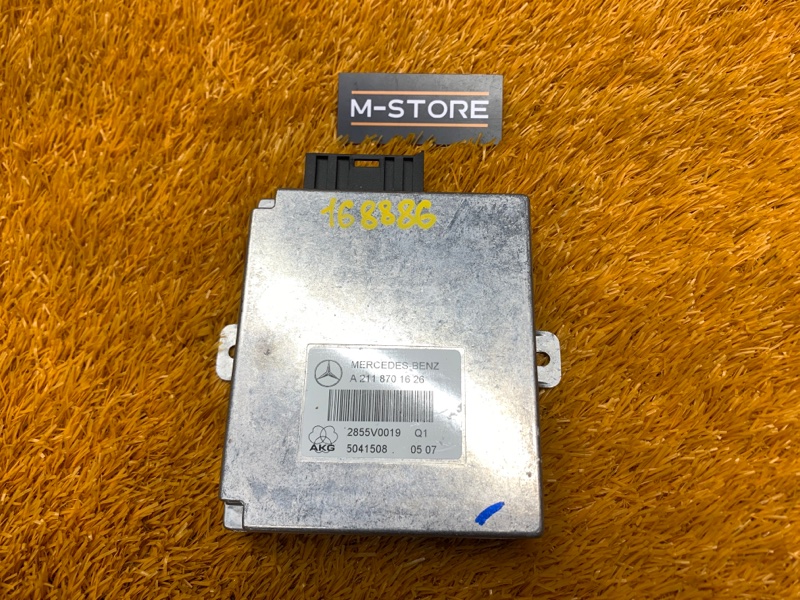 M-STORE
168886
MERCEDES BENZ
A 211 870 16 26
2855V0019 Q1
AKG
5041508 05 07